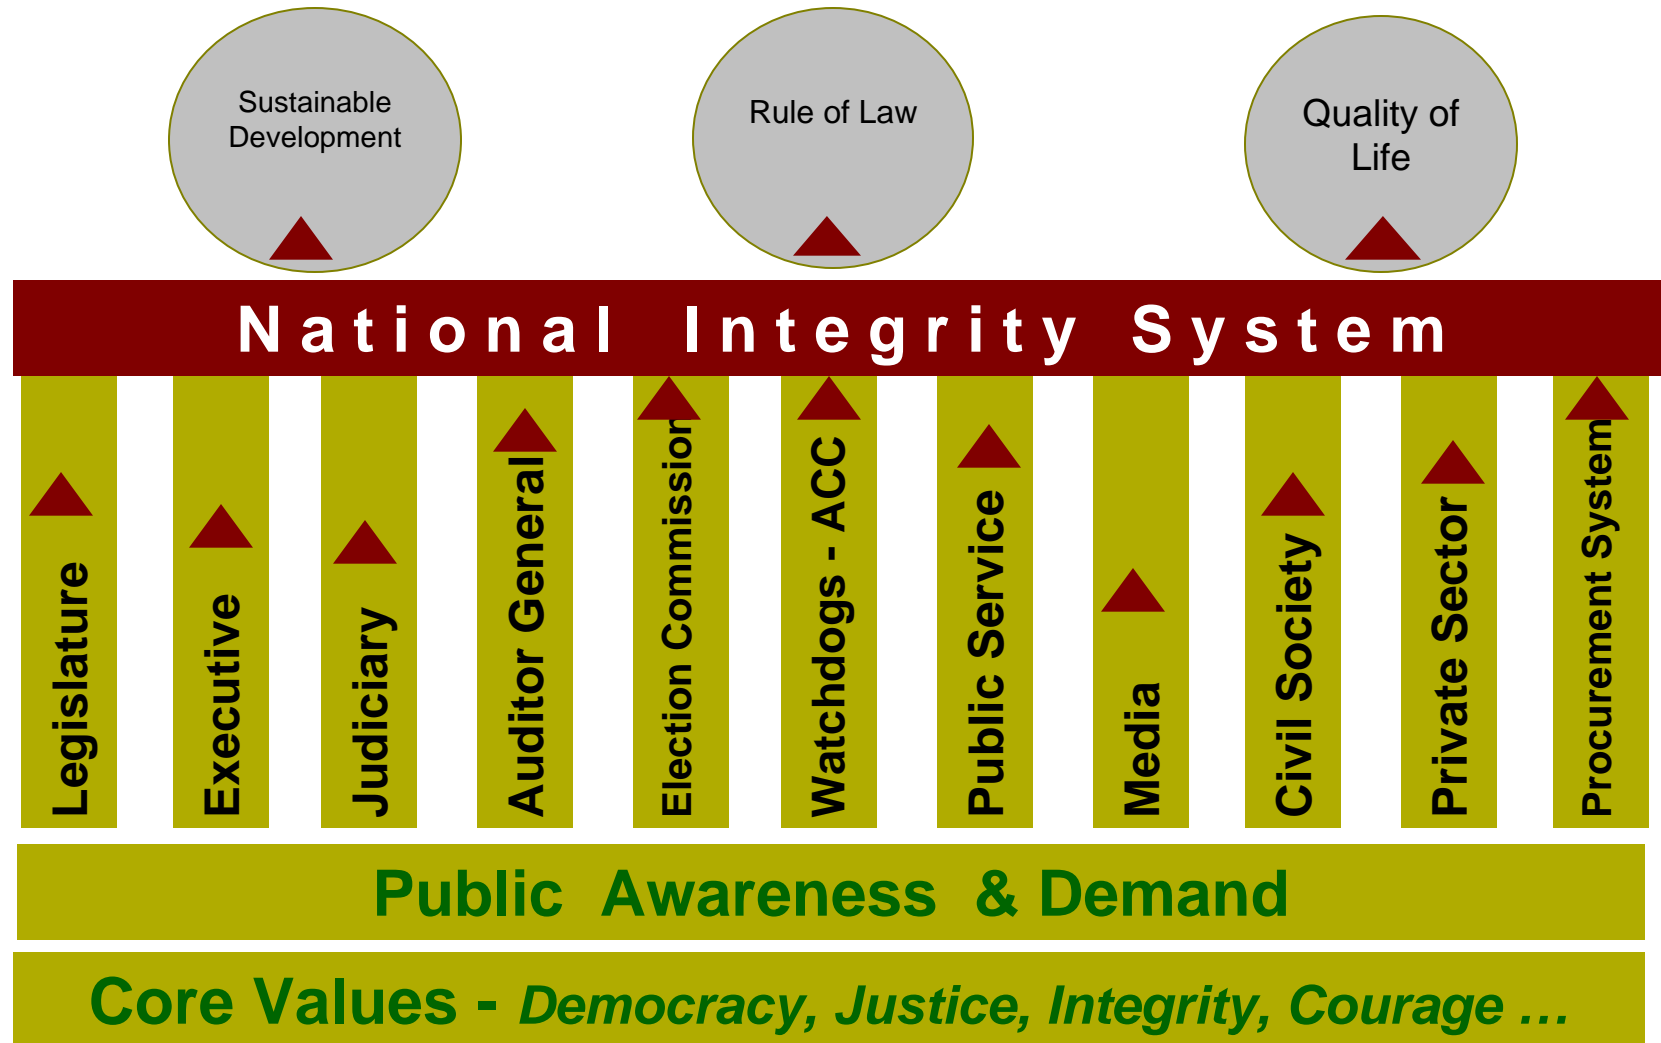 Sustainable
Development
Rule of Law
Quality of
Life
National Integrity System
Legislature
Executive
Judiciary
Auditor General
Election Commission
Watchdogs - ACC
Public Service
Media
Civil Society
Private Sector
Procurement System
Public Awareness & Demand
Core Values - Democracy, Justice, Integrity, Courage …